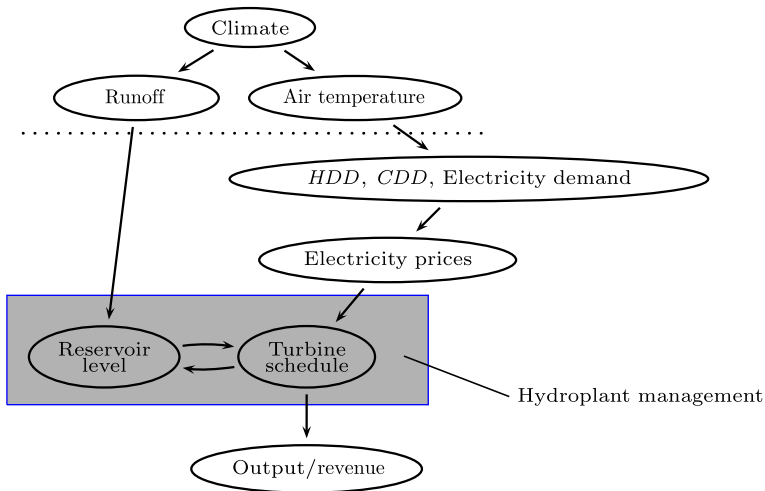 Climate
Runoff
Air temperature
HDD, CDD, Electricity demand
Electricity prices
Reservoir
level
Turbine
schedule
Hydroplant management
Output/revenue